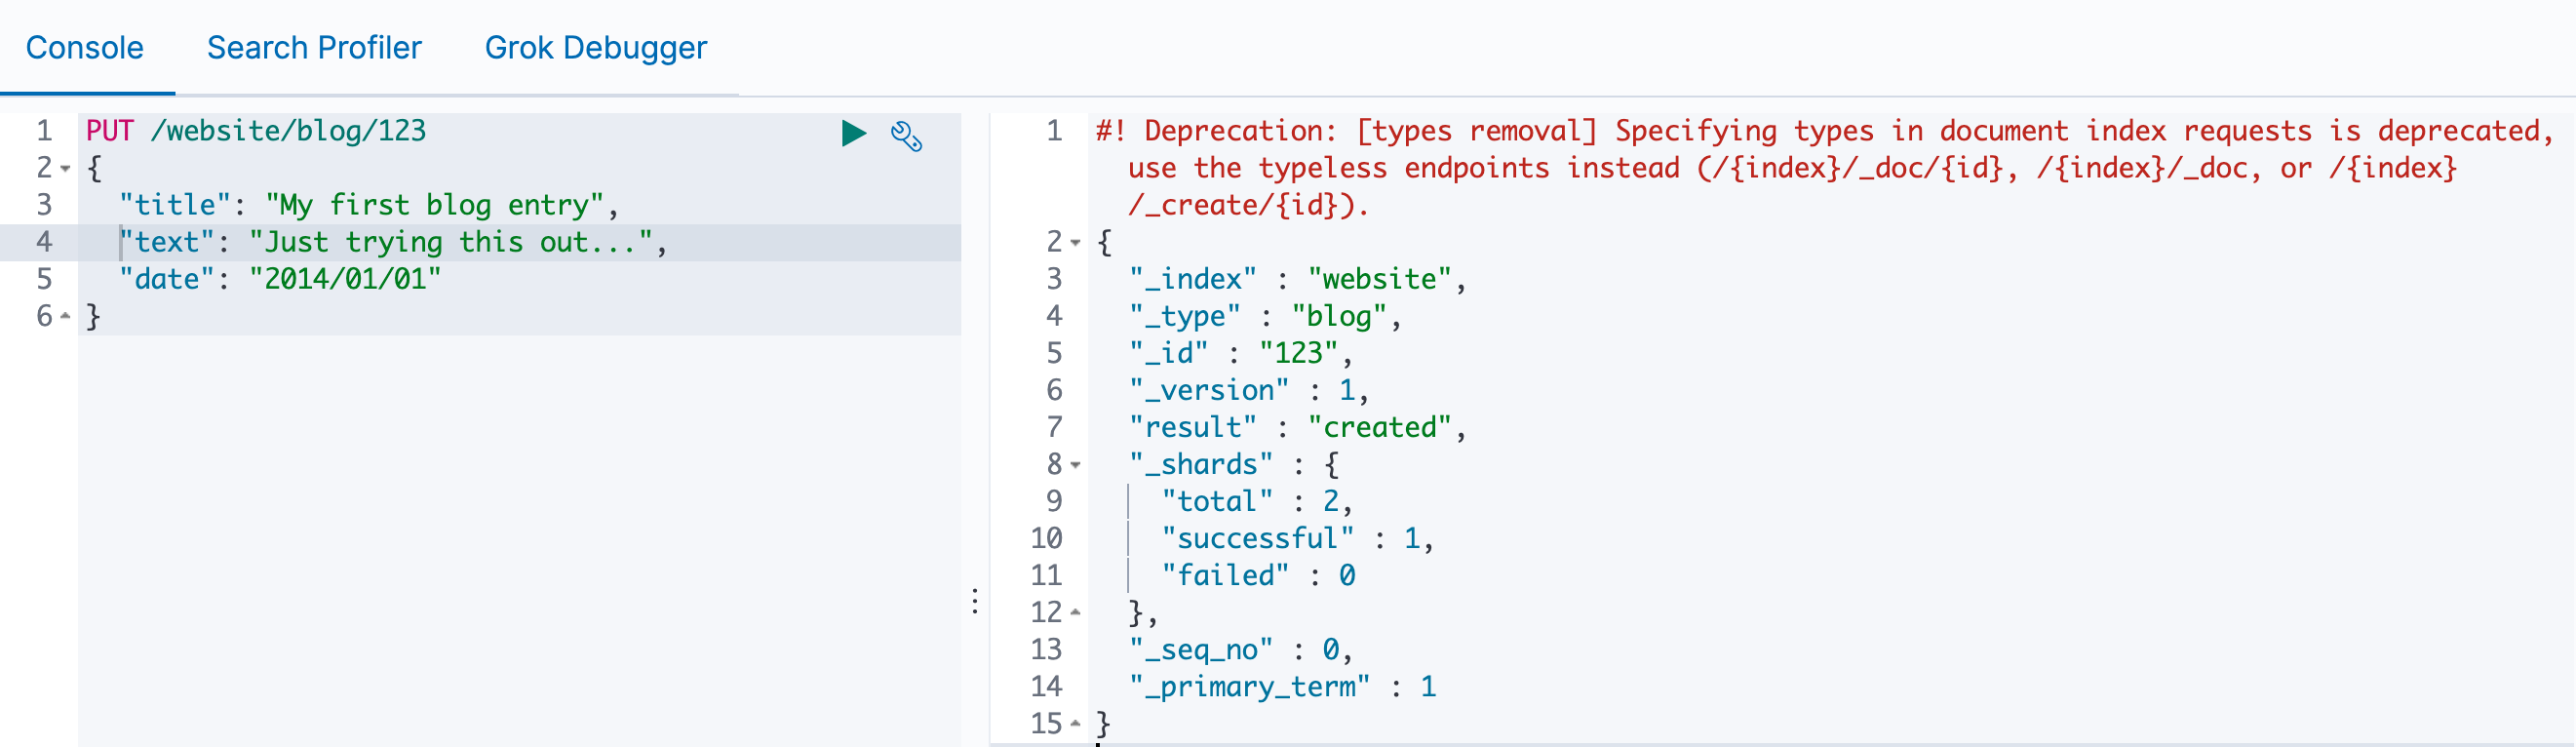 Console Search Profiler Grok Debugger
1 PUT /website/blog/123
2 {
3 "title": "My first blog entry",
4 "text": "Just trying this out...",
5 "date": "2014/01/01"
6 }
1 #! Deprecation: [types removal] Specifying types in document index requests is deprecated,
use the typeless endpoints instead (/{index}/_doc/{id}, /{index}/_doc, or /{index}
/_create/{id}).
2 {
3 "_index" : "website",
4 "_type" : "blog",
5 "_id" : "123",
6 "_version" : 1,
7 "result" : "created",
8 "_shards" : {
9 "total" : 2,
10 "successful" : 1,
11 "failed" : 0
12 },
13 "_seq_no" : 0,
14 "_primary_term" : 1
15 }